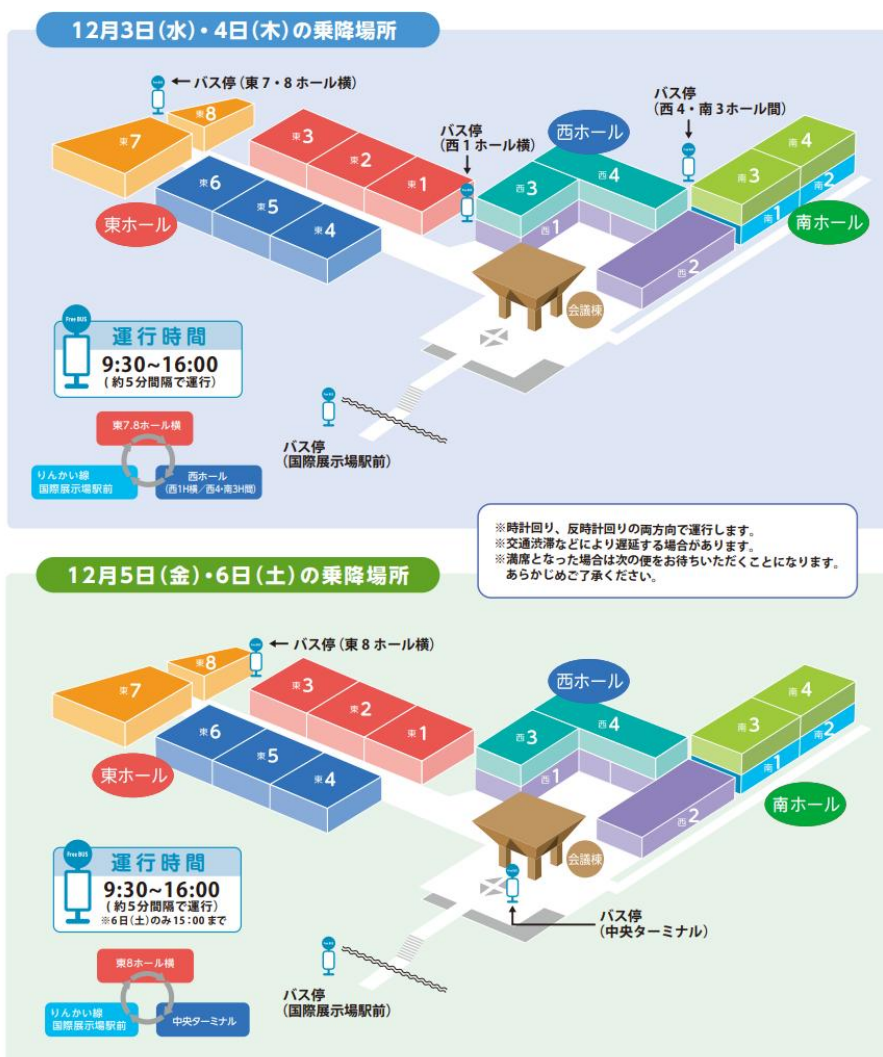 12月3日(水)・4日(木)の乗降場所
← バス停(東7・8ホール横)
バス停
(西1ホール横)
バス停
(西4・南3ホール間)
西ホール
東7
東8
東3
東2
東1
東6
東5
東4
東ホール
西3
西4
西1
西2
南4
南3
南2
南1
南ホール
会議棟
Free BUS
運行時間
9:30~16:00
(約5分間隔で運行)
東7.8ホール横
りんかい線
国際展示場駅前
西ホール
(西1H横/西4・南3H間)
バス停
(国際展示場駅前)
※時計回り、反時計回りの両方向で運行します。
※交通渋滞などにより遅延する場合があります。
※満席となった場合は次の便をお待ちいただくことになります。
あらかじめご了承ください。
12月5日(金)・6日(土)の乗降場所
← バス停(東8ホール横)
西ホール
東7
東8
東3
東2
東1
東6
東5
東4
東ホール
西3
西4
西1
西2
南4
南3
南2
南1
南ホール
会議棟
Free BUS
運行時間
9:30~16:00
(約5分間隔で運行)
※6日(土)のみ15:00まで
東8ホール横
りんかい線
国際展示場駅前
中央ターミナル
バス停
(中央ターミナル)
バス停
(国際展示場駅前)